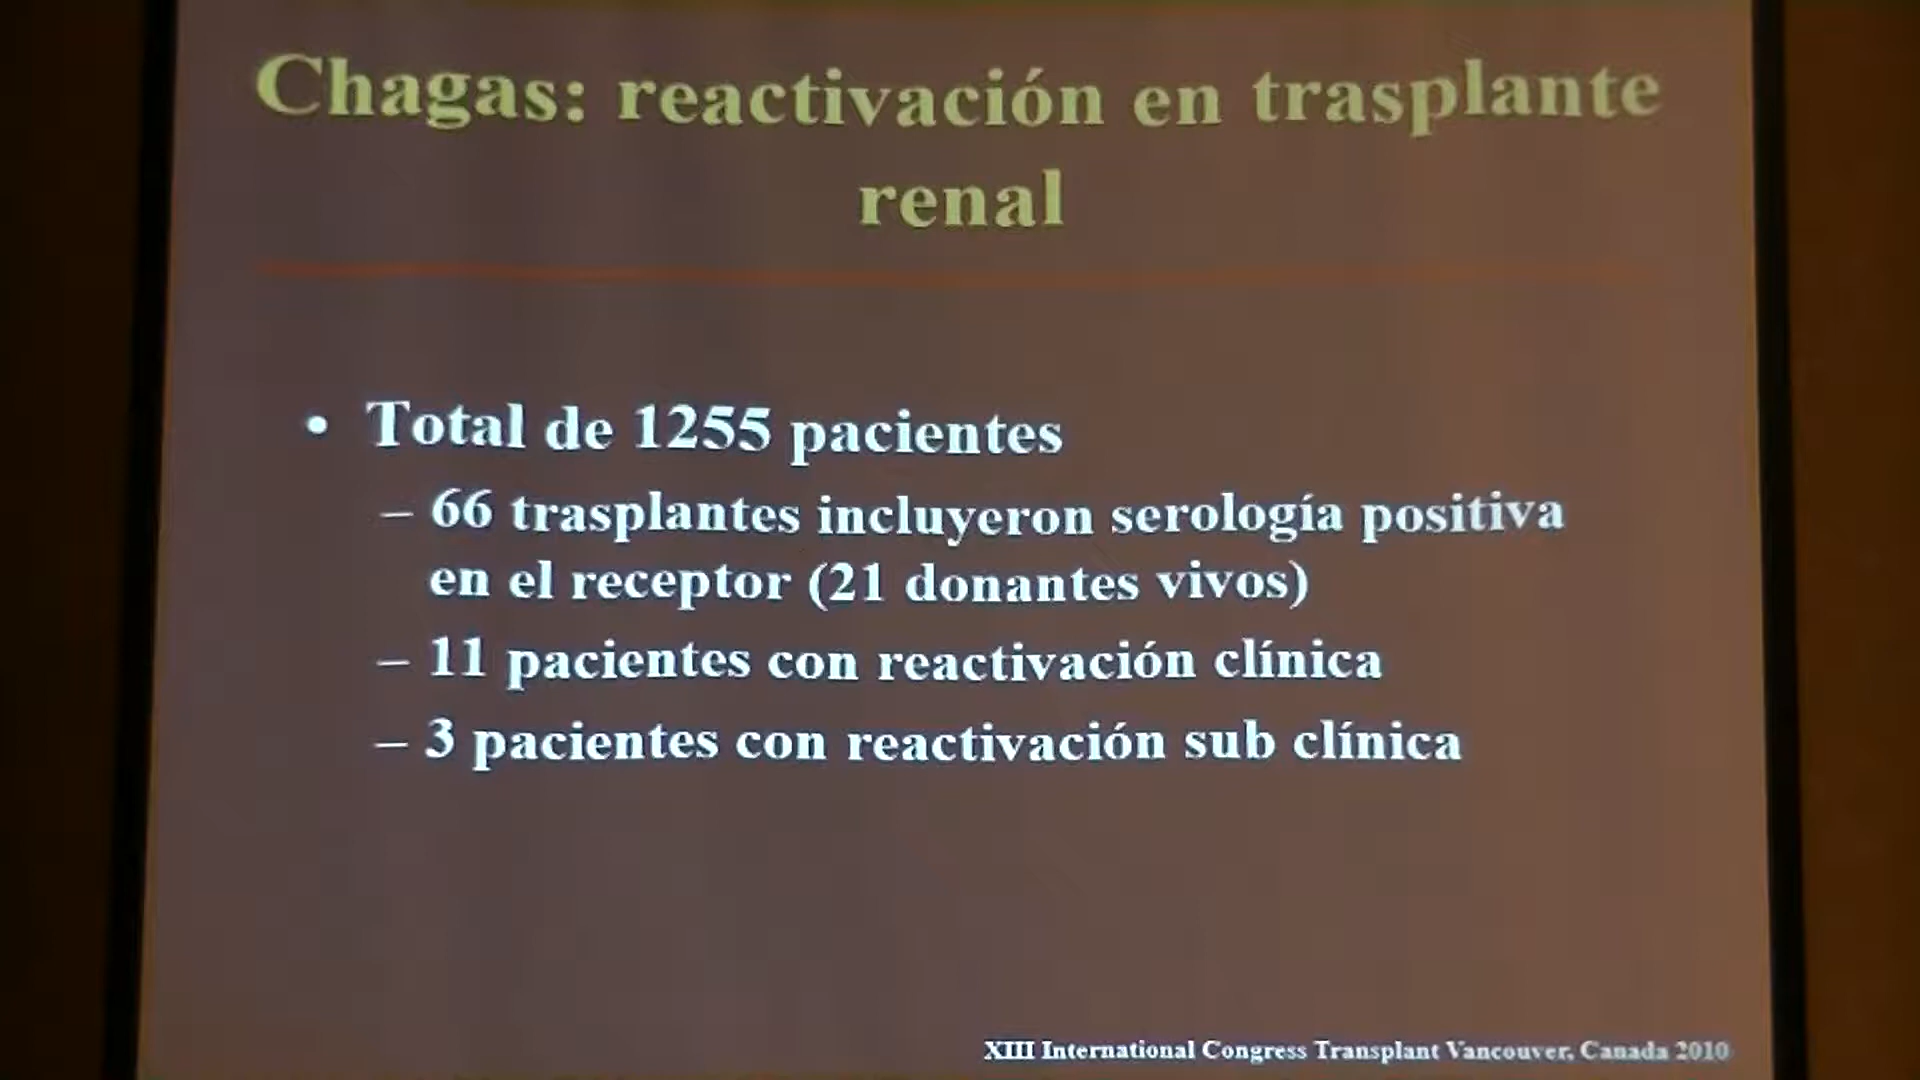 Chagas: reactivación en trasplante
renal
• Total de 1255 pacientes
– 66 trasplantes incluyeron serología positiva
en el receptor (21 donantes vivos)
– 11 pacientes con reactivación clínica
– 3 pacientes con reactivación sub clínica
XIII International Congress Transplant Vancouver, Canada 2010